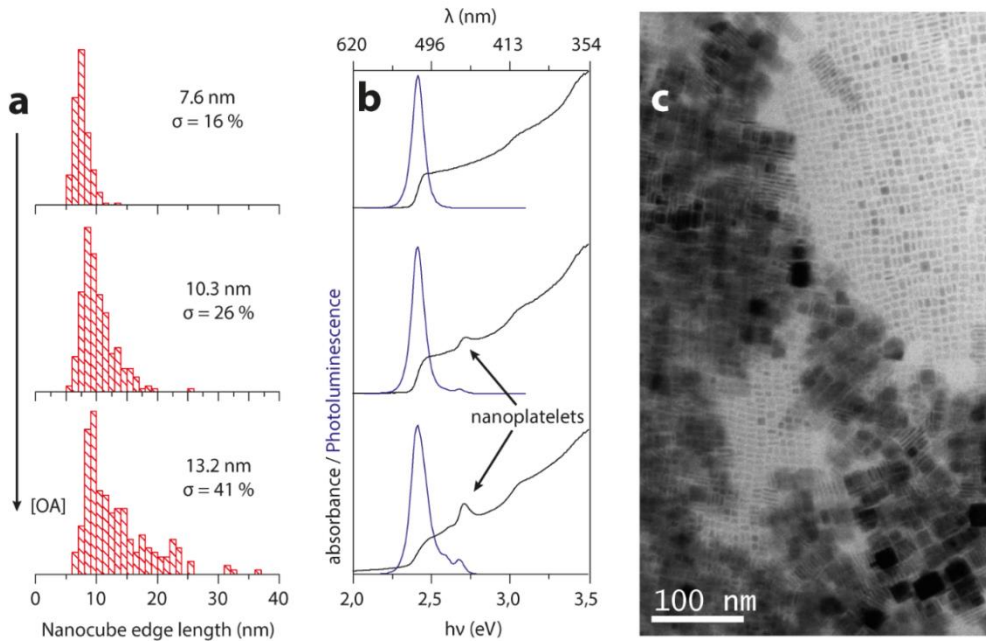 a
7.6 nm
σ = 16 %
10.3 nm
σ = 26 %
13.2 nm
σ = 41 %
[OA]
0 10 20 30 40
Nanocube edge length (nm)
b
λ (nm)
620 496 413 354
absorbance / Photoluminescence
nanoplatelets
2,0 2,5 3,0 3,5
hν (eV)
c
100 nm